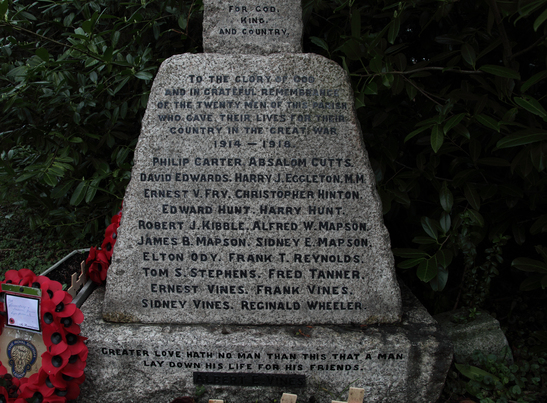 FOR GOD,
KING,
AND COUNTRY.
TO THE GLORY OF GOD
AND IN GRATEFUL REMEMBRANCE
OF THE TWENTY MEN OF THIS PARISH
WHO GAVE THEIR LIVES FOR THEIR
COUNTRY IN THE GREAT WAR
1914 — 1918.
PHILIP CARTER, ABSALOM CUTTS,
DAVID EDWARDS, HARRY J. EGGLETON, M.M.
ERNEST V. FRY, CHRISTOPHER HINTON,
EDWARD HUNT, HARRY HUNT,
ROBERT J. KIBBLE, ALFRED W. MAPSON,
JAMES B. MAPSON, SIDNEY E. MAPSON,
ELTON ODY, FRANK T. REYNOLDS,
TOM S. STEPHENS, FRED TANNER,
ERNEST VINES, FRANK VINES,
SIDNEY VINES, REGINALD WHEELER.
GREATER LOVE HATH NO MAN THAN THIS THAT A MAN
LAY DOWN HIS LIFE FOR HIS FRIENDS.